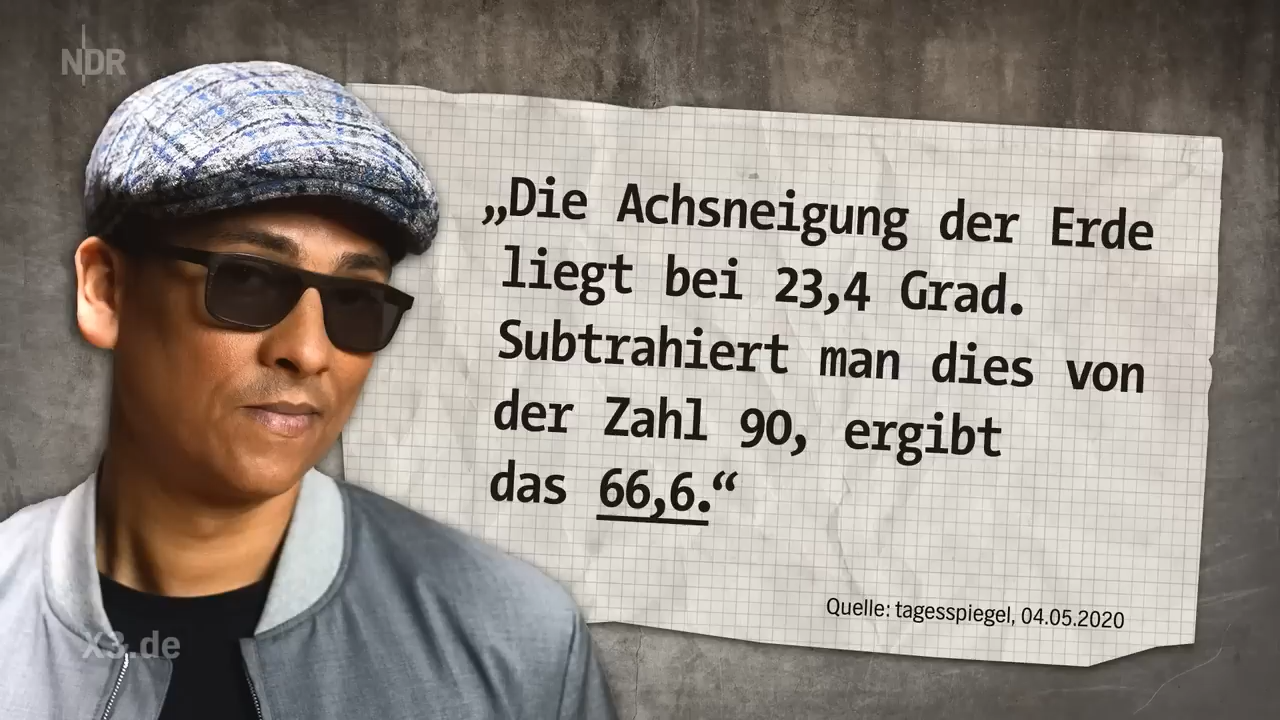 NDR
„Die Achsneigung der Erde
liegt bei 23,4 Grad.
Subtrahiert man dies von
der Zahl 90, ergibt
das 66,6.“
Quelle: tagesspiegel, 04.05.2020
X3.de